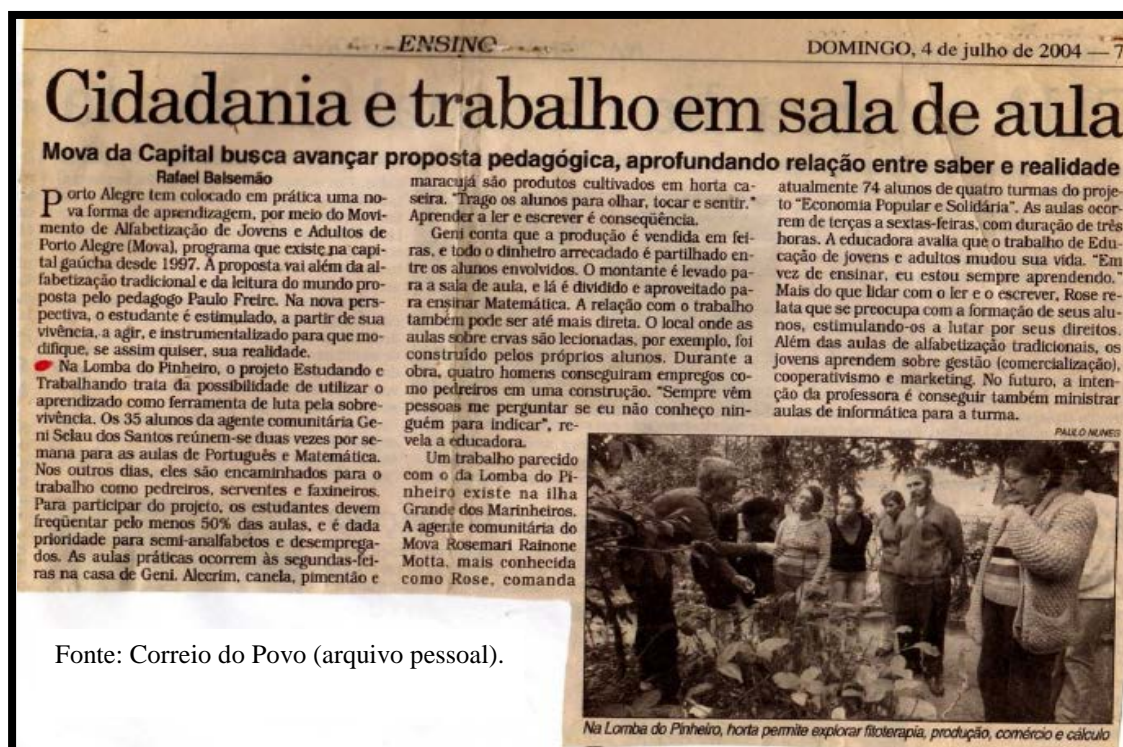 ENSINO
DOMINGO, 4 de julho de 2004 — 7
Cidadania e trabalho em sala de aula
Mova da Capital busca avançar proposta pedagógica, aprofundando relação entre saber e realidade
Rafael Balsemão
Porto Alegre tem colocado em prática uma no-
va forma de aprendizagem, por meio do Movi-
mento de Alfabetização de Jovens e Adultos de
Porto Alegre (Mova), programa que existe na capi-
tal gaúcha desde 1997. A proposta vai além da al-
fabetização tradicional e da leitura do mundo pro-
posta pelo pedagogo Paulo Freire. Na nova pers-
pectiva, o estudante é estimulado, a partir de sua
vivência, a agir, e instrumentalizado para que mo-
difique, se assim quiser, sua realidade.
Na Lomba do Pinheiro, o projeto Estudando e
Trabalhando trata da possibilidade de utilizar o
aprendizado como ferramenta de luta pela sobre-
vivência. Os 35 alunos da agente comunitária Ge-
ni Selau dos Santos reúnem-se duas vezes por se-
mana para as aulas de Português e Matemática.
Nos outros dias, eles são encaminhados para o
trabalho como pedreiros, serventes e faxineiros.
Para participar do projeto, os estudantes devem
freqüentar pelo menos 50% das aulas, e é dada
prioridade para semi-analfabetos e desemprega-
dos. As aulas práticas ocorrem às segundas-fei-
ras na casa de Geni. Alecrim, canela, pimentão e
maracujá são produtos cultivados em horta ca-
seira. "Trago os alunos para olhar, tocar e sentir."
Aprender a ler e escrever é conseqüência.
Geni conta que a produção é vendida em fei-
ras, e todo o dinheiro arrecadado é partilhado en-
tre os alunos envolvidos. O montante é levado pa-
ra a sala de aula, e lá é dividido e aproveitado pa-
ra ensinar Matemática. A relação com o trabalho
também pode ser até mais direta. O local onde as
aulas sobre ervas são lecionadas, por exemplo, foi
construído pelos próprios alunos. Durante a
obra, quatro homens conseguiram empregos co-
mo pedreiros em uma construção. "Sempre vêm
pessoas me perguntar se eu não conheço nin-
guém para indicar", re-
vela a educadora.
Um trabalho parecido
com o da Lomba do Pi-
nheiro existe na ilha
Grande dos Marinheiros.
A agente comunitária do
Mova Rosemari Rainone
Motta, mais conhecida
como Rose, comanda
atualmente 74 alunos de quatro turmas do proje-
to "Economia Popular e Solidária". As aulas ocor-
rem de terças a sextas-feiras, com duração de três
horas. A educadora avalia que o trabalho de Edu-
cação de jovens e adultos mudou sua vida. "Em
vez de ensinar, eu estou sempre aprendendo."
Mais do que lidar com o ler e o escrever, Rose re-
lata que se preocupa com a formação de seus alu-
nos, estimulando-os a lutar por seus direitos.
Além das aulas de alfabetização tradicionais, os
jovens aprendem sobre gestão (comercialização),
cooperativismo e marketing. No futuro, a inten-
ção da professora é conseguir também ministrar
aulas de informática para a turma.
PAULO NUNES
Na Lomba do Pinheiro, horta permite explorar fitoterapia, produção, comércio e cálculo
Fonte: Correio do Povo (arquivo pessoal).